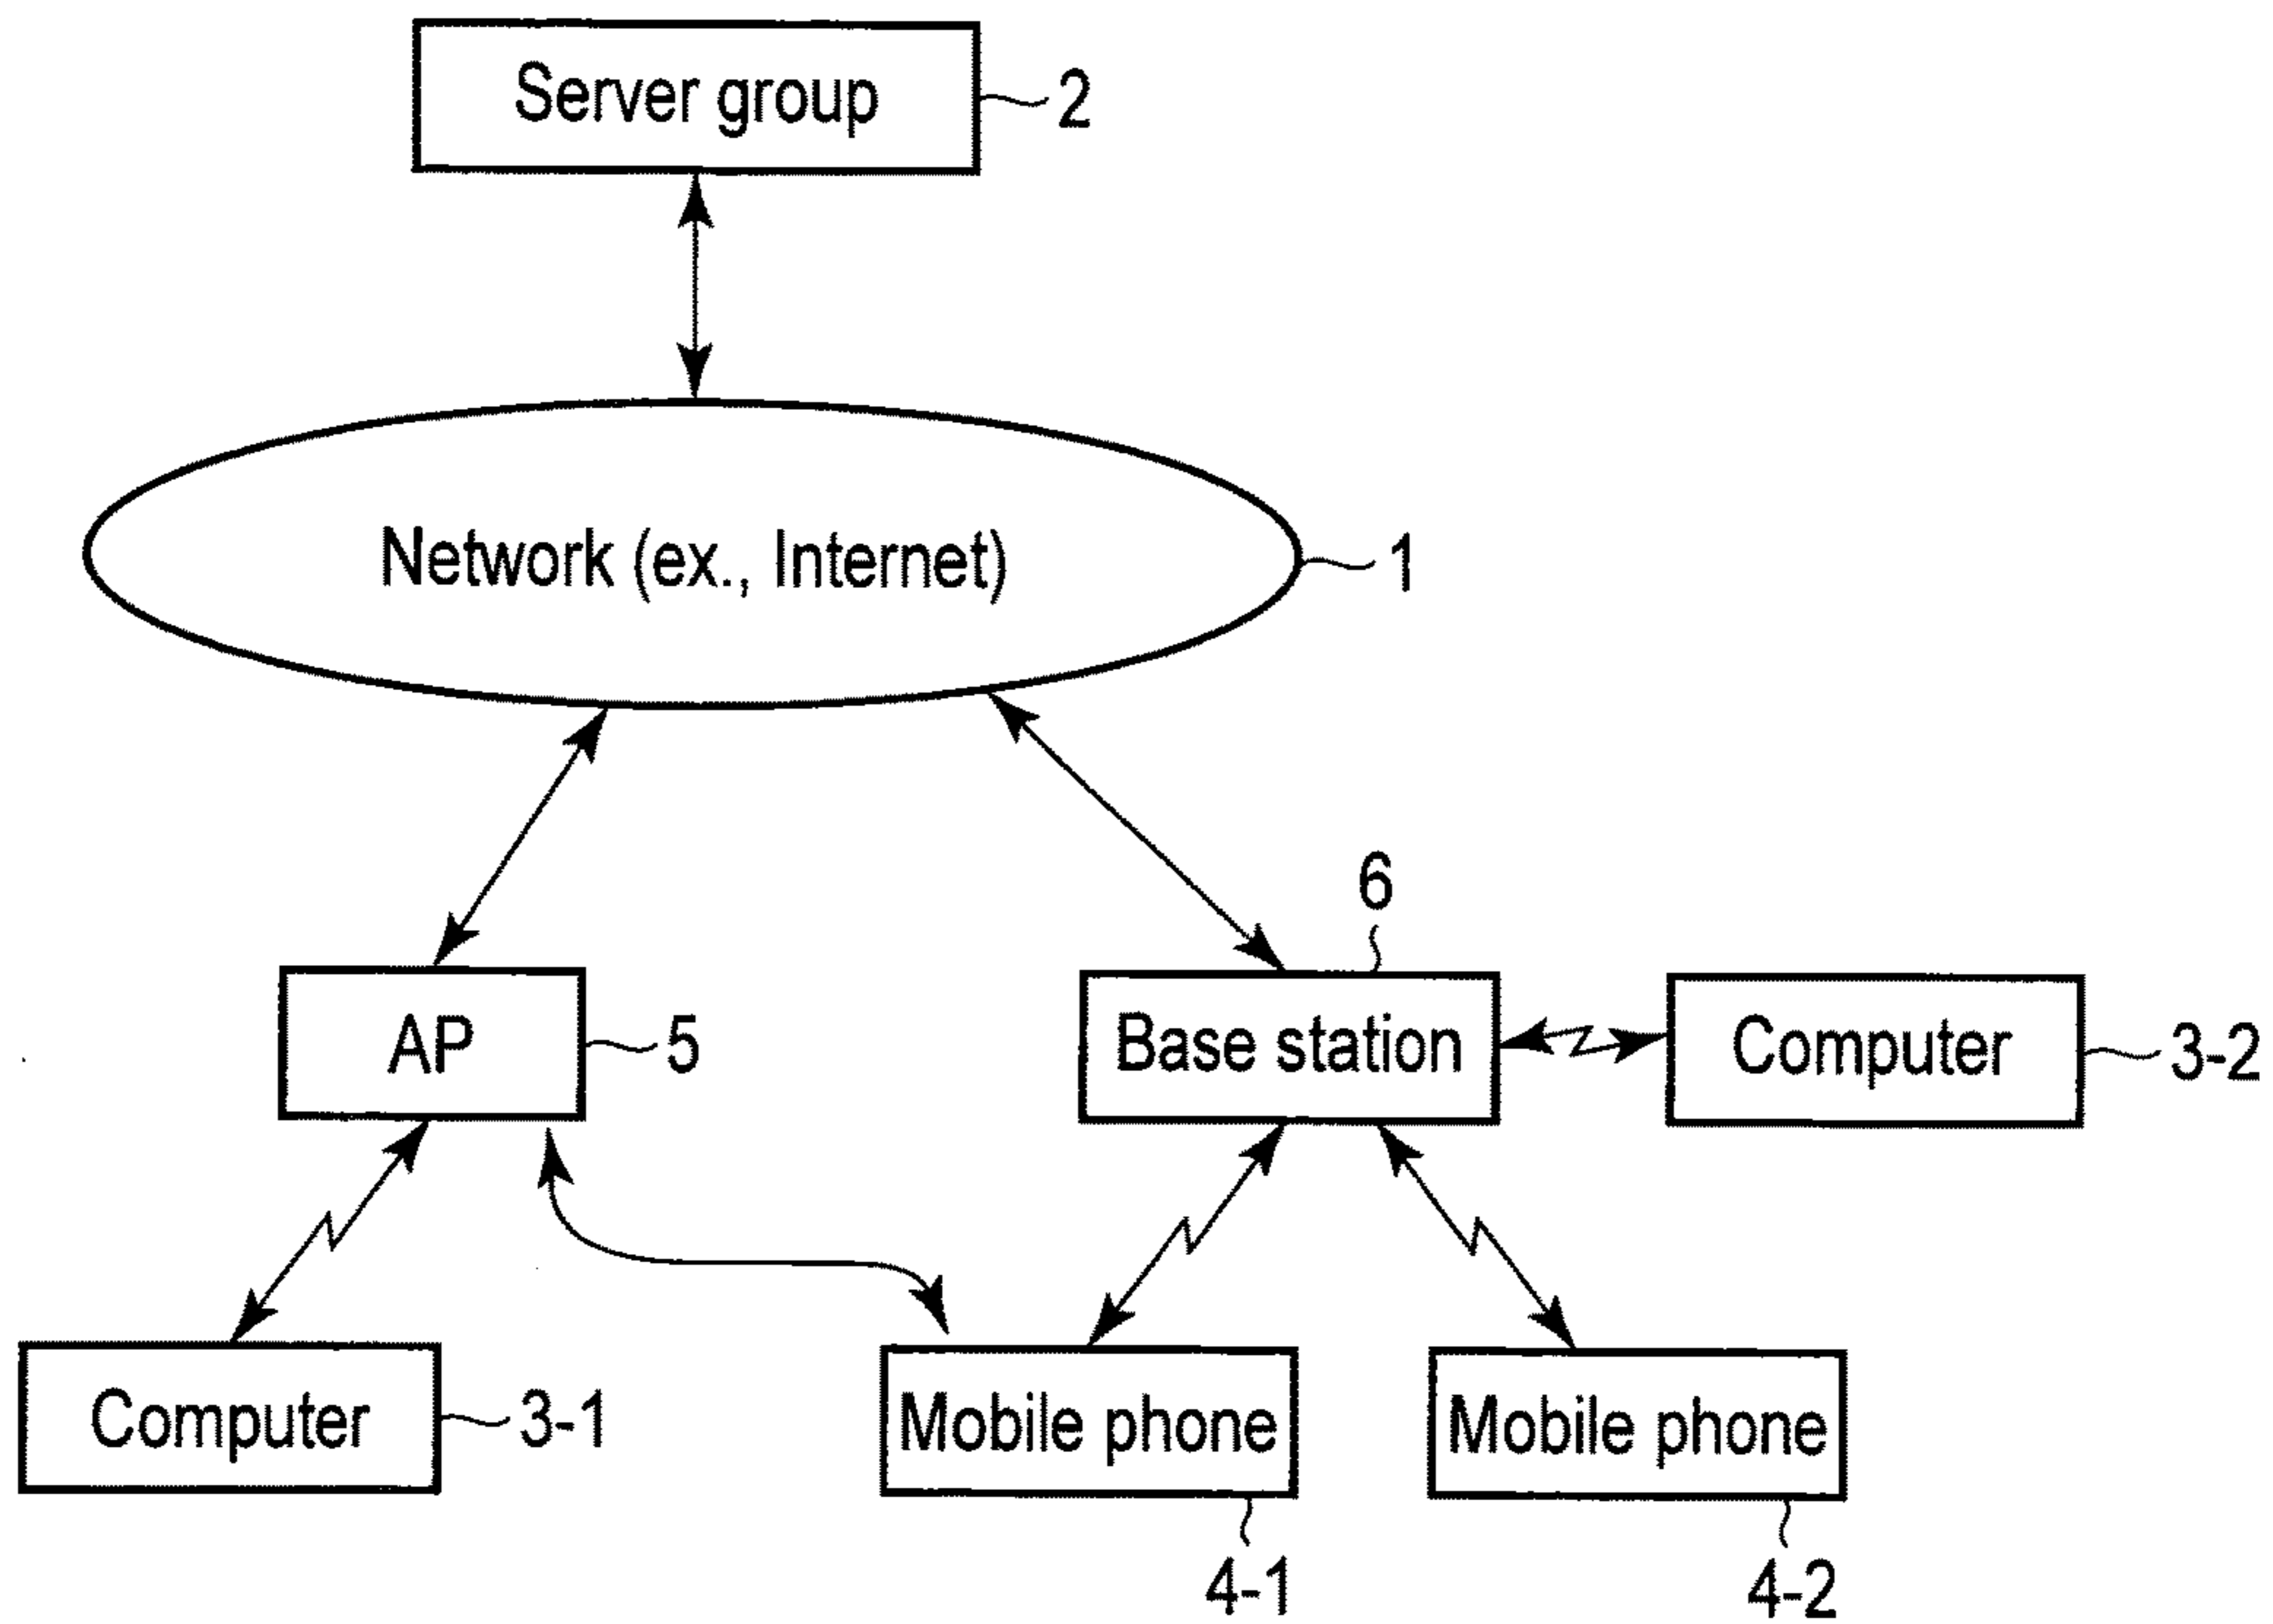 Server group
2
Network (ex., Internet)
1
6
AP
5
Base station
Computer
3-2
Computer
3-1
Mobile phone
Mobile phone
4-1
4-2